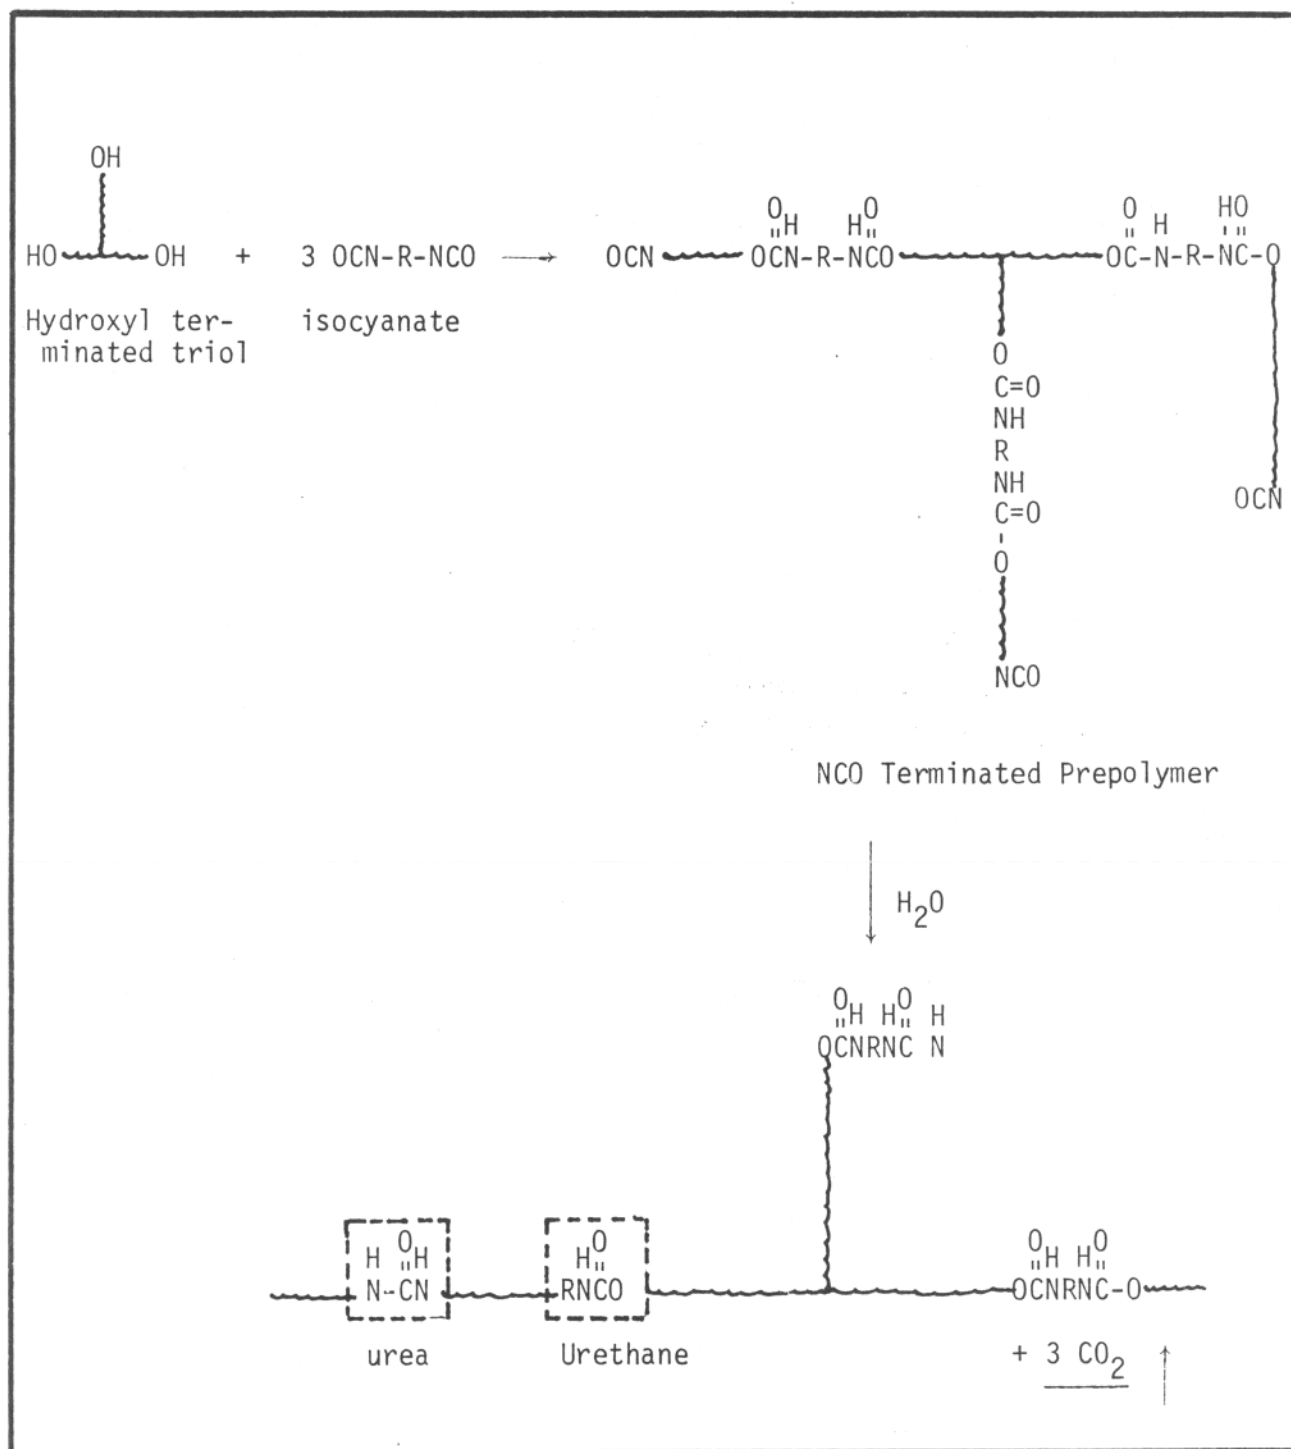 OH
O H H O
O H HO
HO OH + 3 OCN-R-NCO → OCN OCN-R-NCO OC-N-R-NC-O
Hydroxyl ter- isocyanate
minated triol
O
C=O
NH
R
NH
OCN
C=O
O
NCO
NCO Terminated Prepolymer
H2O
O H H O H
OCNRNC N
H O H
H O
O H H O
N-CN RNCO OCNRNC-O
urea Urethane + 3 CO2 ↑